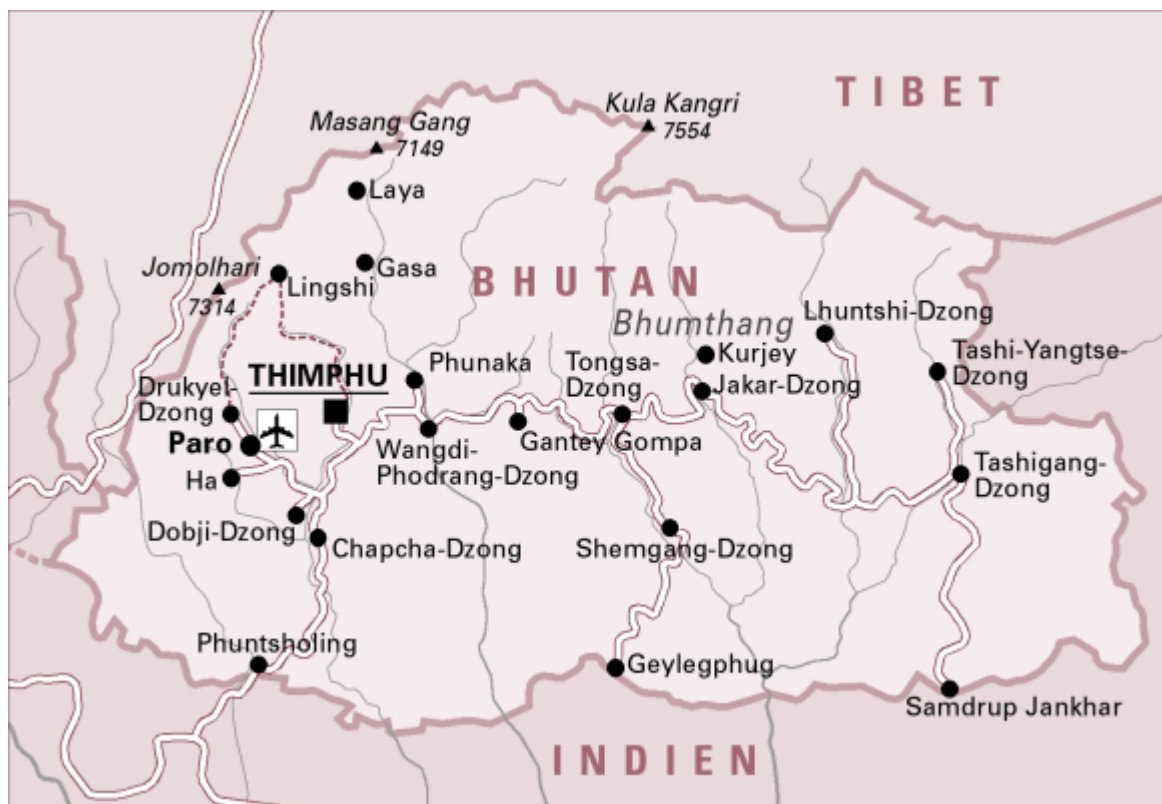 TIBET
Kula Kangri
7554
Masang Gang
7149
Laya
Jomolhari
7314
Lingshi
Gasa
BHUTAN
Bhumthang
Lhuntshi-Dzong
Kurjey
Tashi-Yangtse-
Dzong
Phunaka
Tongsa-
Dzong
Jakar-Dzong
THIMPHU
Drukyel-
Dzong
Paro
Wangdi-
Phodrang-Dzong
Gantey Gompa
Ha
Tashigang-
Dzong
Dobji-Dzong
Chapcha-Dzong
Shemgang-Dzong
Phuntsholing
Geylegphug
Samdrup Jankhar
INDIEN